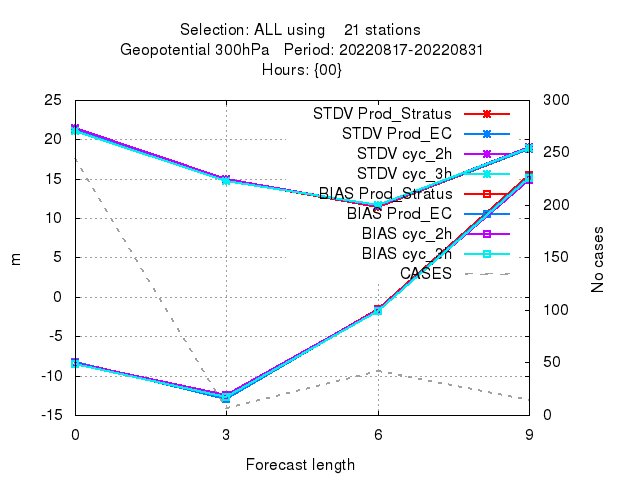 Selection: ALL using    21 stations
Geopotential 300hPa   Period: 20220817-20220831
Hours: {00}
25
20
15
10
5
0
-5
-10
-15
m
STDV Prod_Stratus
STDV Prod_EC
STDV cyc_2h
STDV cyc_3h
BIAS Prod_Stratus
BIAS Prod_EC
BIAS cyc_2h
BIAS cyc_3h
CASES
300
250
200
150
100
50
0
No cases
0 3 6 9
Forecast length